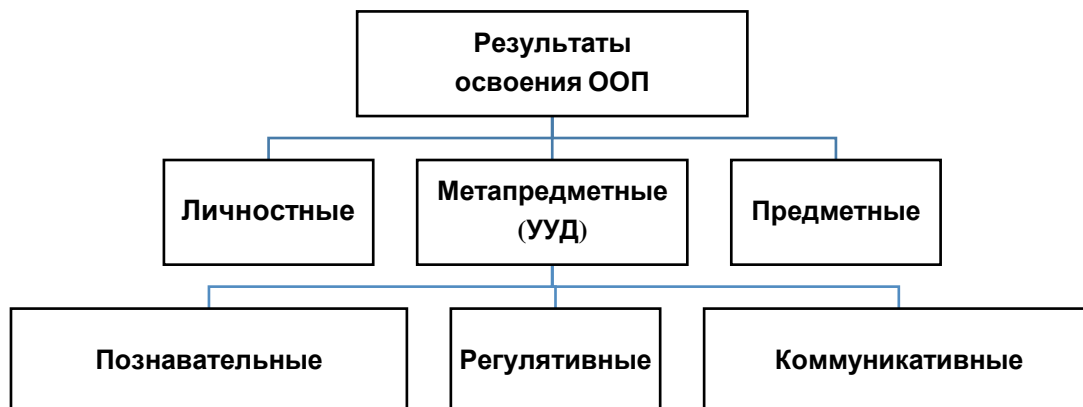 Результаты
освоения ООП
Личностные
Метапредметные
(УУД)
Предметные
Познавательные
Регулятивные
Коммуникативные